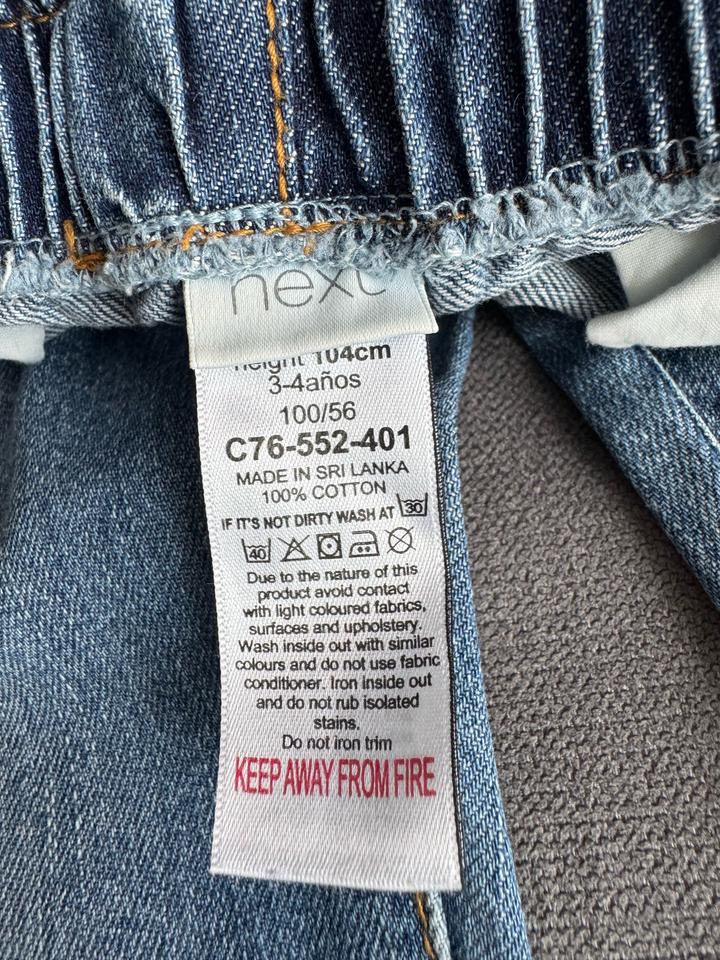 next
height 104cm
3-4años
100/56
C76-552-401
MADE IN SRI LANKA
100% COTTON
IF IT'S NOT DIRTY WASH AT 30
40
Due to the nature of this
product avoid contact
with light coloured fabrics,
surfaces and upholstery.
Wash inside out with similar
colours and do not use fabric
conditioner. Iron inside out
and do not rub isolated
stains.
Do not iron trim
KEEP AWAY FROM FIRE